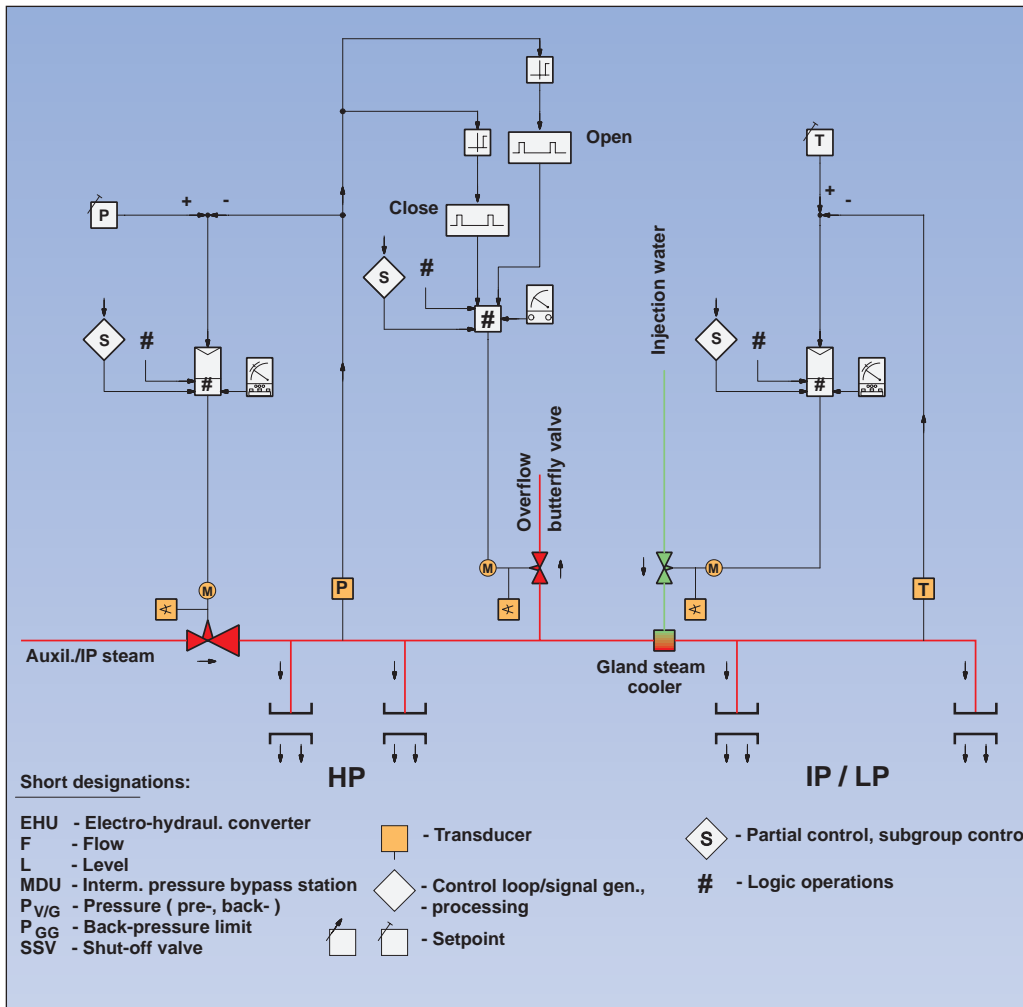 Open
T
+
-
+
-
P
Close
S
#
#
S
#
#
S
#
#
Injection water
Overflow
butterfly valve
M
M
M
P
T
Auxil./IP steam
Gland steam
cooler
HP
IP / LP
Short designations:
EHU - Electro-hydraul. converter
F - Flow
L - Level
MDU - Interm. pressure bypass station
PV/G - Pressure ( pre-, back- )
PGG - Back-pressure limit
SSV - Shut-off valve
- Transducer
- Control loop/signal gen.,
- processing
- Setpoint
S - Partial control, subgroup control
# - Logic operations